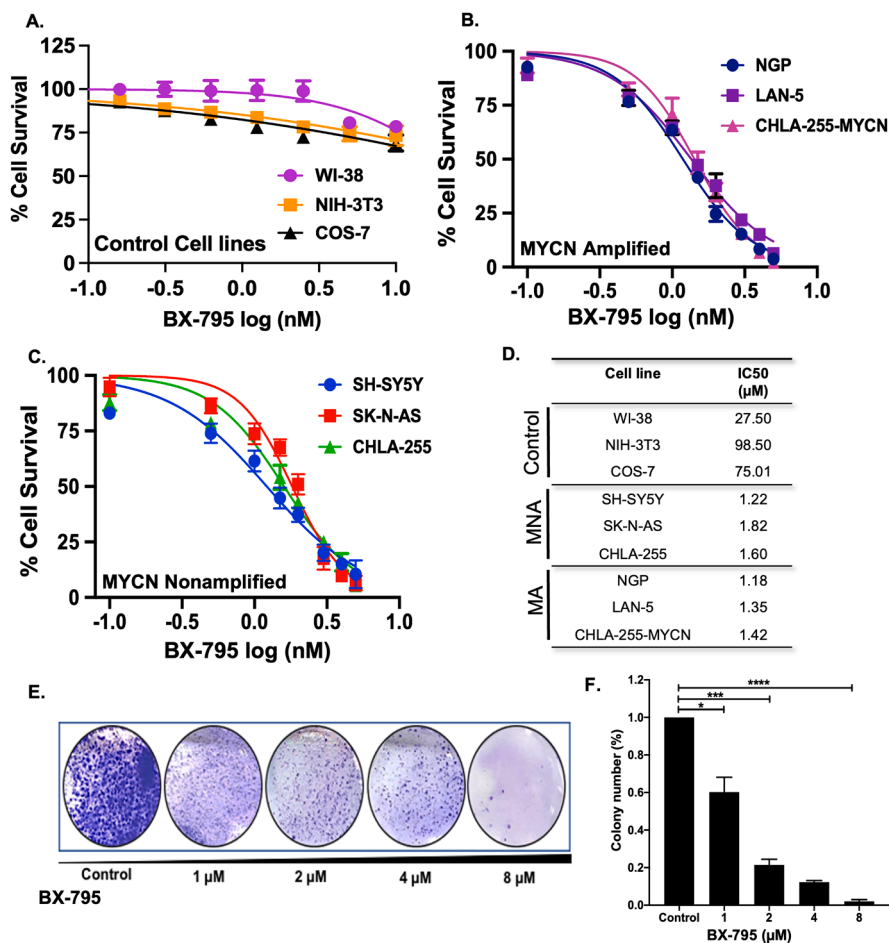 A.
125
100
75
50
25
0
% Cell Survival
WI-38
NIH-3T3
COS-7
Control Cell lines
-1.0 -0.5 0.0 0.5 1.0
BX-795 log (nM)
B.
100
75
50
25
0
% Cell Survival
NGP
LAN-5
CHLA-255-MYCN
MYCN Amplified
-1.0 -0.5 0.0 0.5 1.0
BX-795 log (nM)
C.
100
75
50
25
0
% Cell Survival
SH-SY5Y
SK-N-AS
CHLA-255
MYCN Nonamplified
-1.0 -0.5 0.0 0.5 1.0
BX-795 log (nM)
D.
Cell line IC50
(µM)
Control
WI-38 27.50
NIH-3T3 98.50
COS-7 75.01
MNA
SH-SY5Y 1.22
SK-N-AS 1.82
CHLA-255 1.60
MA
NGP 1.18
LAN-5 1.35
CHLA-255-MYCN 1.42
E.
Control 1 µM 2 µM 4 µM 8 µM
BX-795
F.
1.2
1.0
0.8
0.6
0.4
0.2
0.0
Colony number (%)
****
***
*
Control 1 2 4 8
BX-795 (µM)